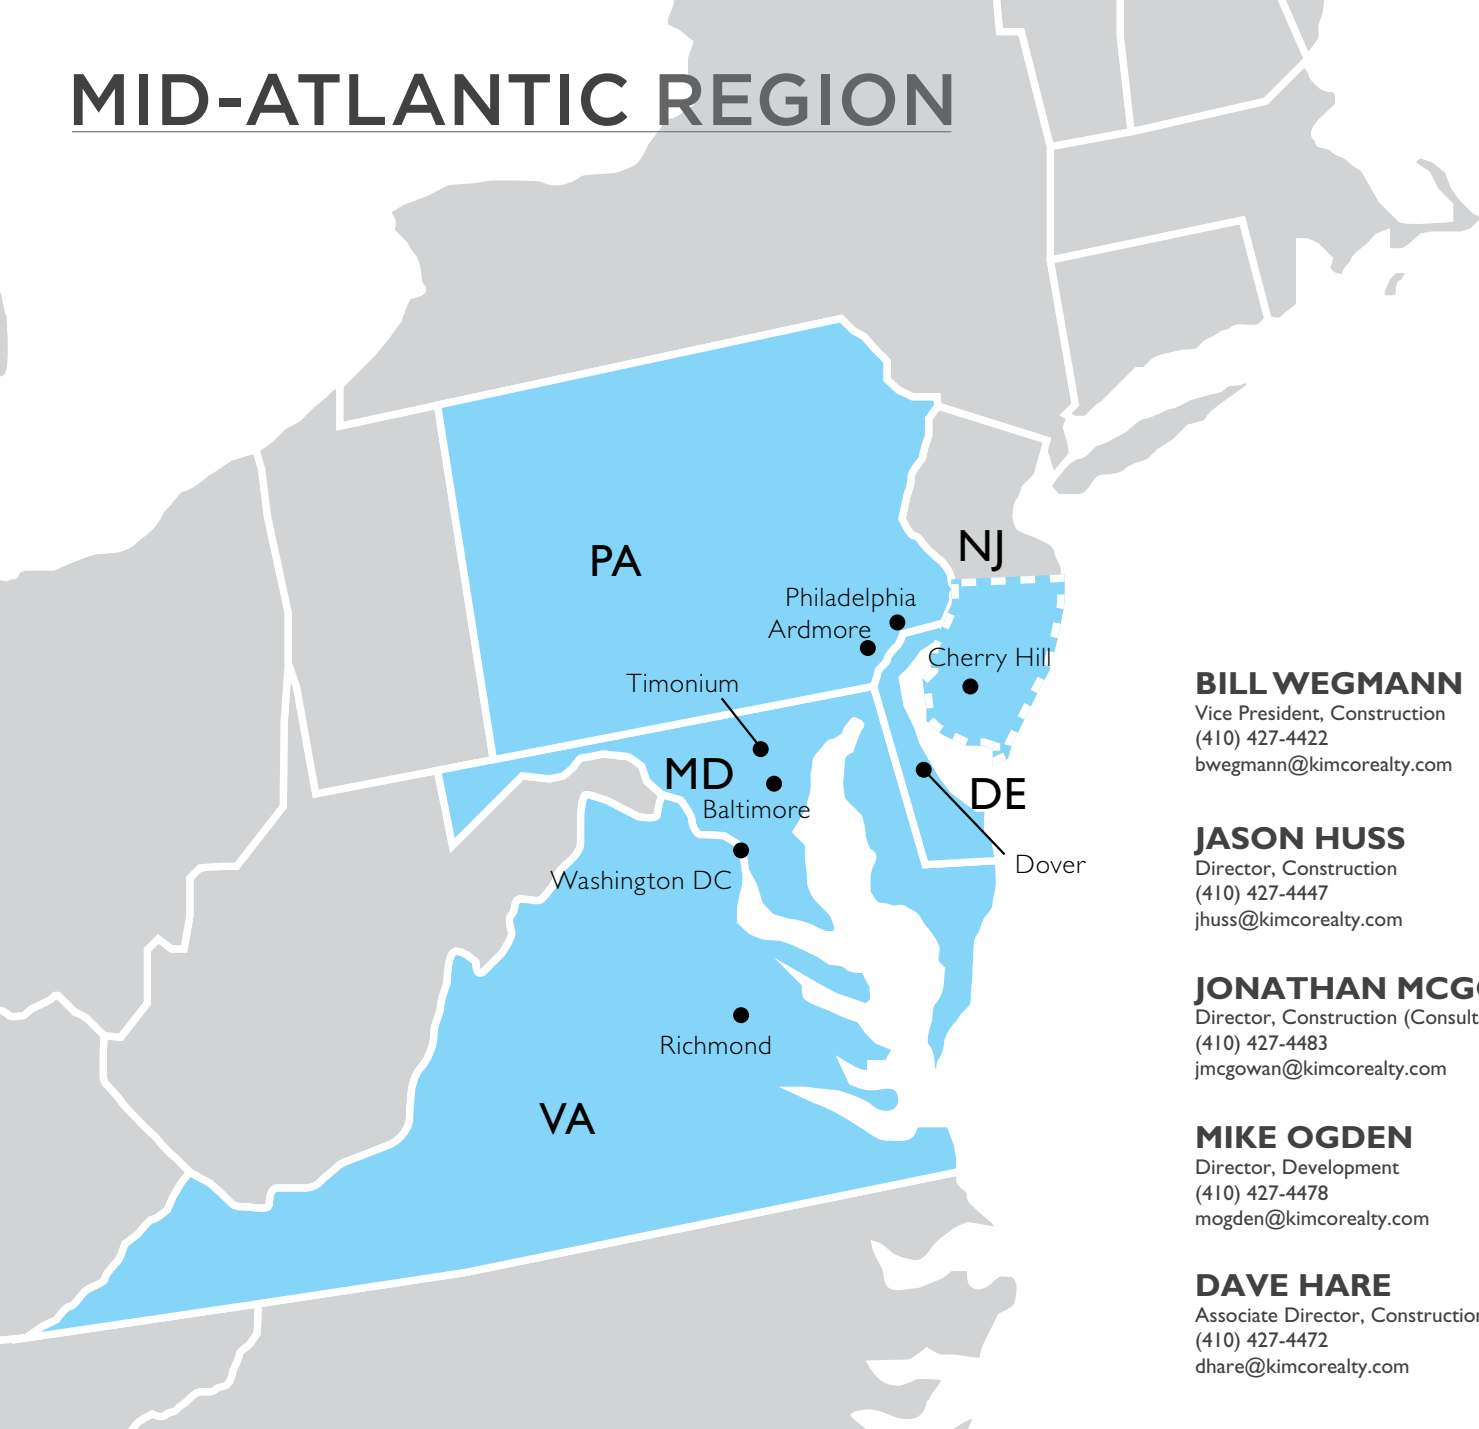 MID-ATLANTIC REGION
PA
NJ
Philadelphia
Ardmore
Cherry Hill
Timonium
MD
Baltimore
DE
Dover
Washington DC
Richmond
VA
BILL WEGMANN
Vice President, Construction
(410) 427-4422
bwegmann@kimcorealty.com
JASON HUSS
Director, Construction
(410) 427-4447
jhuss@kimcorealty.com
JONATHAN
Director, Construction
(410) 427-4483
jmcgowan@kimcorealty.com
MIKE OGDEN
Director, Development
(410) 427-4478
mogden@kimcorealty.com
DAVE HARE
Associate Director, Construction
(410) 427-4472
dhare@kimcorealty.com